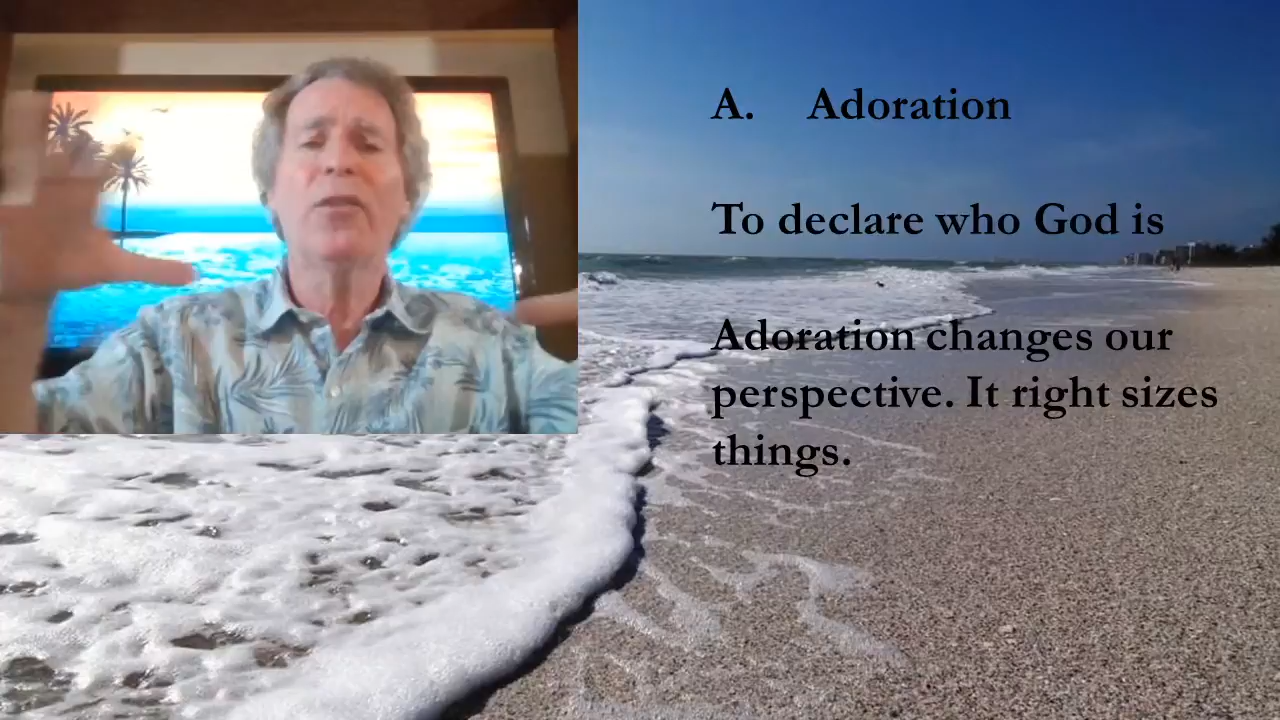 A. Adoration
To declare who God is
Adoration changes our
perspective. It right sizes
things.